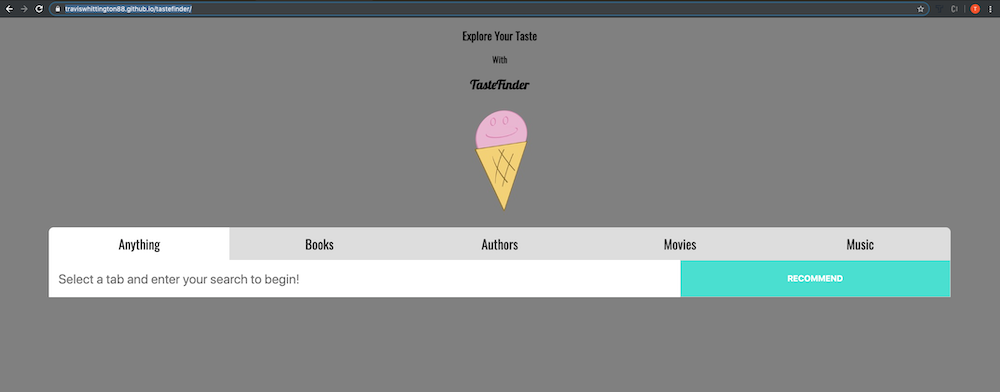 traviswhittington88.github.io/tastefinder/
T
Explore Your Taste
With
TasteFinder
Anything Books Authors Movies Music
Select a tab and enter your search to begin! RECOMMEND